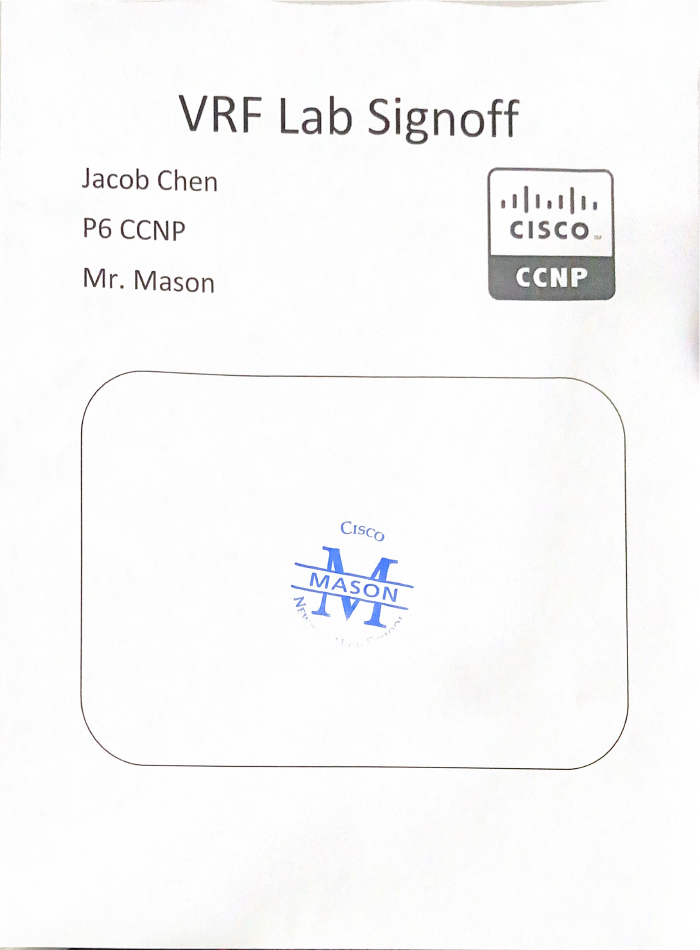 VRF Lab Signoff
Jacob Chen
P6 CCNP
Mr. Mason
CISCO
CCNP
CISCO
MASON
M